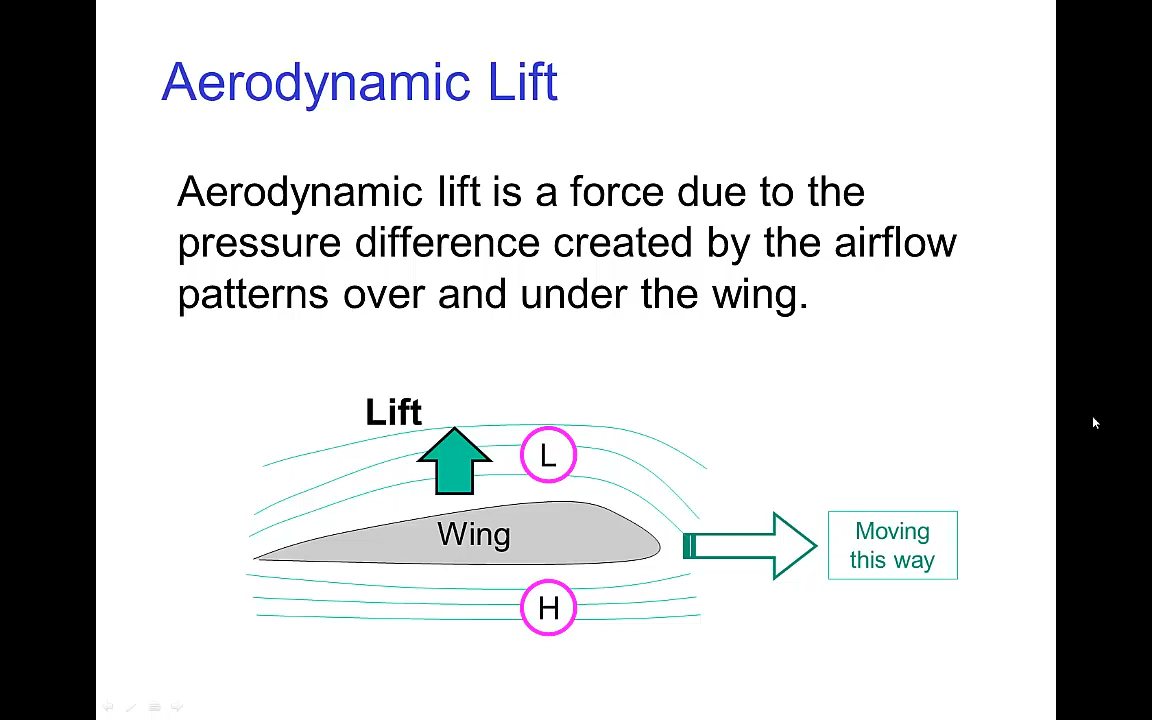 Aerodynamic Lift
Aerodynamic lift is a force due to the
pressure difference created by the airflow
patterns over and under the wing.
Lift
L
Wing
Moving
this way
H